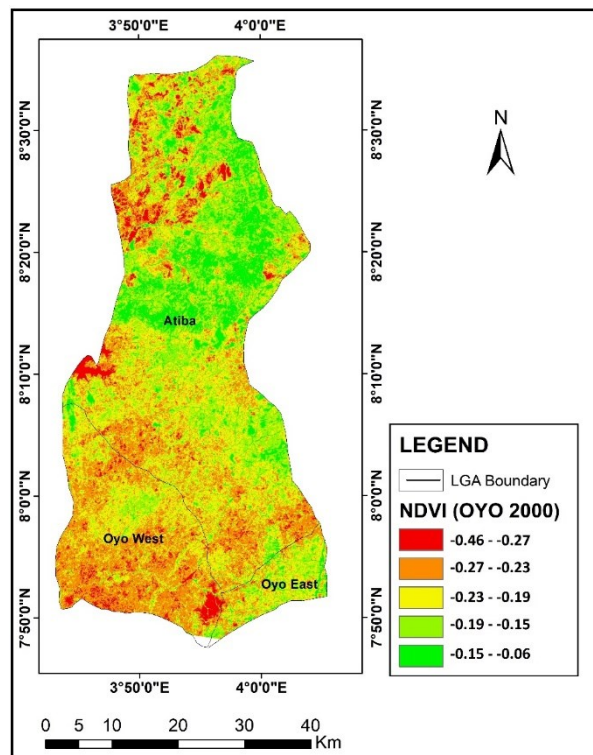 3°50'0"E 4°0'0"E
N
8°30'0"N 8°30'0"N
8°20'0"N 8°20'0"N
Atiba
8°10'0"N 8°10'0"N
LEGEND
LGA Boundary
8°0'0"N 8°0'0"N
NDVI (OYO 2000)
-0.46 - -0.27
Oyo West
-0.27 - -0.23
Oyo East
-0.23 - -0.19
7°50'0"N 7°50'0"N
-0.19 - -0.15
-0.15 - -0.06
3°50'0"E 4°0'0"E
0 5 10 20 30 40
Km